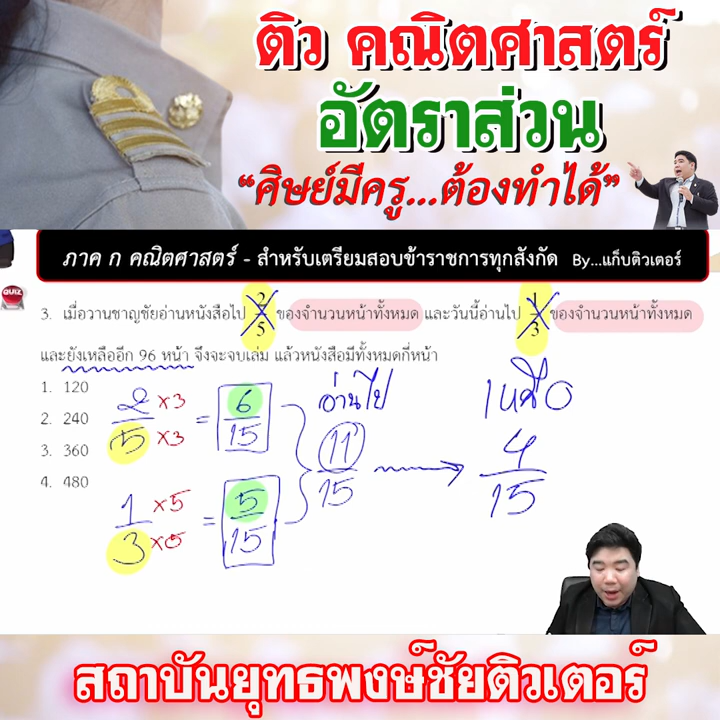 ติว คณิตศาสตร์
อัตราส่วน
“ศิษย์มีครู...ต้องทำได้”
ภาค ก คณิตศาสตร์ - สำหรับเตรียมสอบข้าราชการทุกสังกัด By...แก็บติวเตอร์
QUIZ
3. เมื่อวานชาญชัยอ่านหนังสือไป 2/5 ของจำนวนหน้าทั้งหมด และวันนี้อ่านไป 1/3 ของจำนวนหน้าทั้งหมด
และยังเหลืออีก 96 หน้า จึงจะจบเล่ม แล้วหนังสือมีทั้งหมดกี่หน้า
1. 120
2. 240
3. 360
4. 480
2/5 ×3 ×3 = 6/15
1/3 ×5 ×5 = 5/15
อ่านไป
11/15
เหลือ
4/15
สถาบันยุทธพงษ์ชัยติวเตอร์